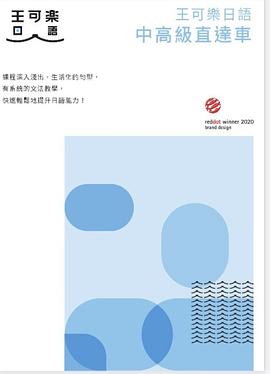 王可樂
日語
王可樂日語
中高級直達車
課程深入淺出，生活化的句型，
有系統的文法教學，
快速輕鬆地提升日語能力！
reddot winner 2020
brand design